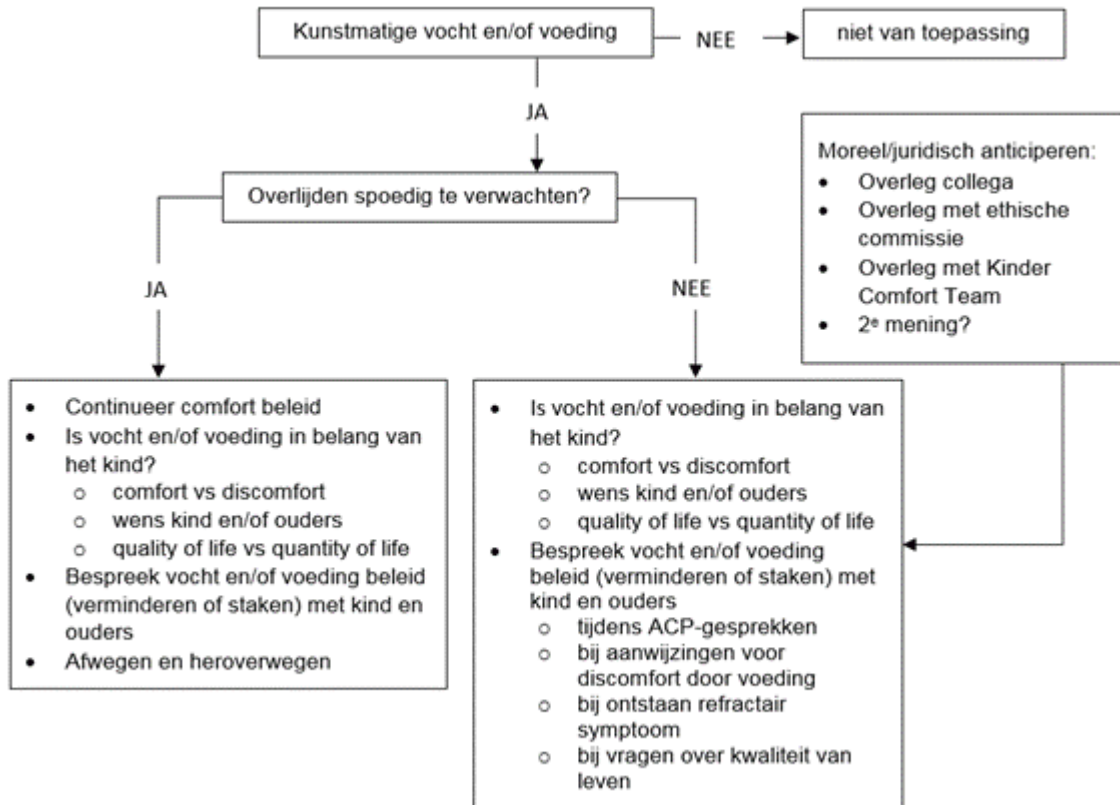 Kunstmatige vocht en/of voeding
NEE
niet van toepassing
JA
Overlijden spoedig te verwachten?
Moreel/juridisch anticiperen:
• Overleg collega
• Overleg met ethische
commissie
• Overleg met Kinder
Comfort Team
• 2ᵉ mening?
JA
NEE
• Continueer comfort beleid
• Is vocht en/of voeding in belang van
het kind?
o comfort vs discomfort
o wens kind en/of ouders
o quality of life vs quantity of life
• Bespreek vocht en/of voeding beleid
(verminderen of staken) met kind en
ouders
• Afwegen en heroverwegen
• Is vocht en/of voeding in belang van
het kind?
o comfort vs discomfort
o wens kind en/of ouders
o quality of life vs quantity of life
• Bespreek vocht en/of voeding
beleid (verminderen of staken) met
kind en ouders
o tijdens ACP-gesprekken
o bij aanwijzingen voor
discomfort door voeding
o bij ontstaan refractair
symptoom
o bij vragen over kwaliteit van
leven